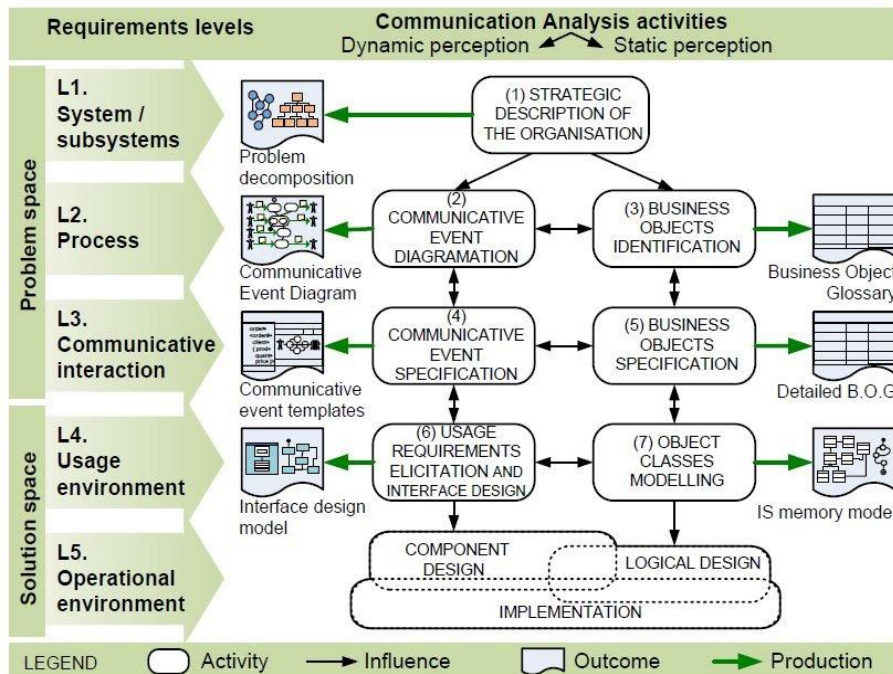 Requirements levels
Communication Analysis activities
Dynamic perception
Static perception
Problem space
L1.
System /
subsystems
Problem
decomposition
(1) STRATEGIC
DESCRIPTION OF
THE ORGANISATION
L2.
Process
Communicative
Event Diagram
(2)
COMMUNICATIVE
EVENT
DIAGRAMATION
(3) BUSINESS
OBJECTS
IDENTIFICATION
Business Object
Glossary
L3.
Communicative
interaction
Communicative
event templates
(4)
COMMUNICATIVE
EVENT
SPECIFICATION
(5) BUSINESS
OBJECTS
SPECIFICATION
Detailed B.O.G
Solution space
L4.
Usage
environment
Interface design
model
(6) USAGE
REQUIREMENTS
ELICITATION AND
INTERFACE DESIGN
(7) OBJECT
CLASSES
MODELLING
IS memory model
L5.
Operational
environment
COMPONENT
DESIGN
LOGICAL DESIGN
IMPLEMENTATION
LEGEND
Activity
Influence
Outcome
Production